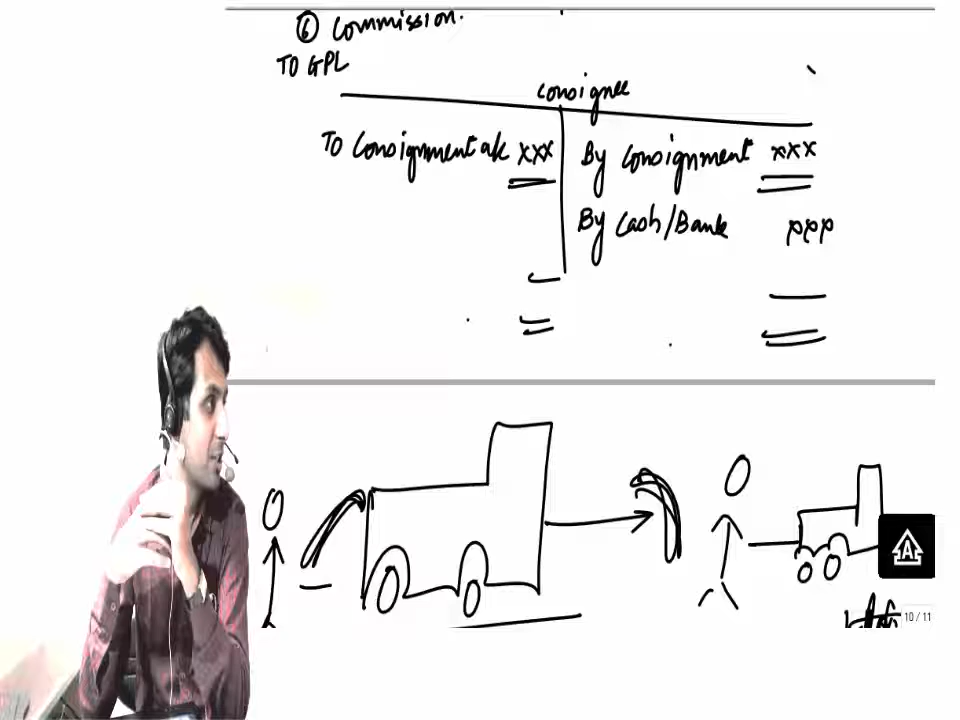 ⑥ Commission.
TO GPL
Consignee
To Consignment a/c xxx
By Consignment xxx
By Cash/Bank ppp
A
10 / 11